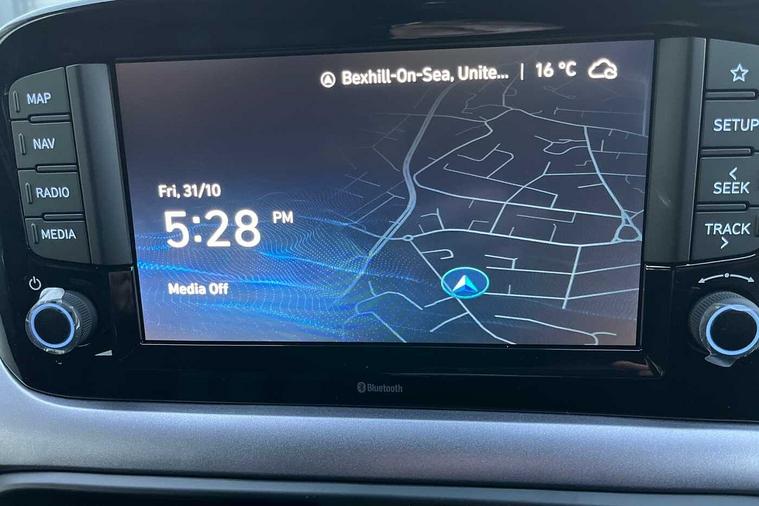 Bexhill-On-Sea, Unite... | 16 °C
MAP
NAV
RADIO
MEDIA
Fri, 31/10
5:28 PM
Media Off
SETUP
< SEEK
TRACK >
Bluetooth